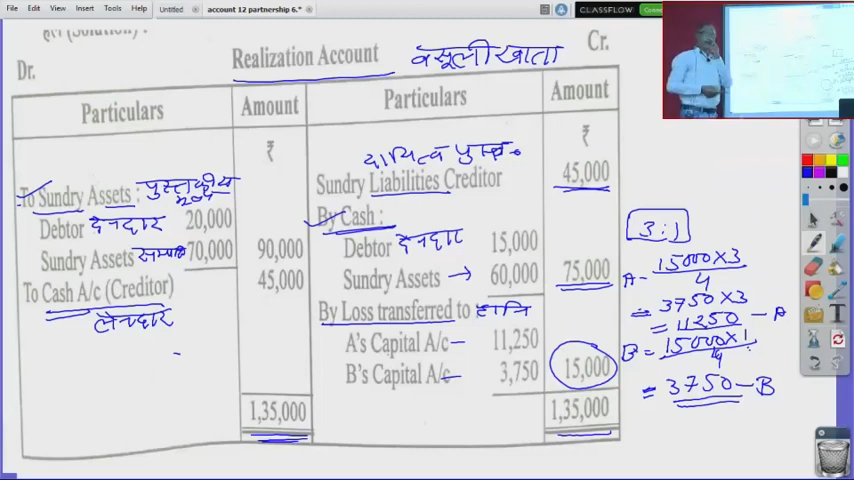 File Edit View Insert Tools Help
Untitled
account 12 partnership 6.*
CLASSFLOW
(Solution) :
Realization Account वसूली खाता
Dr. Cr.
Particulars Amount Particulars Amount
₹ ₹
दायित्व
Sundry Liabilities Creditor 45,000
To Sundry Assets : पुस्तकीय
By Cash :
Debtor देनदार 20,000
Debtor देनदार 15,000
Sundry Assets 70,000 90,000
Sundry Assets → 60,000 75,000
To Cash A/c (Creditor) 45,000
लेनदार
By Loss transferred to हानि
A's Capital A/c 11,250
B's Capital A/c 3,750 15,000
1,35,000 1,35,000
3:1
A- 15000×3
4
= 3750×3
= 11250 - A
B = 15000×1
4
= 3750 - B